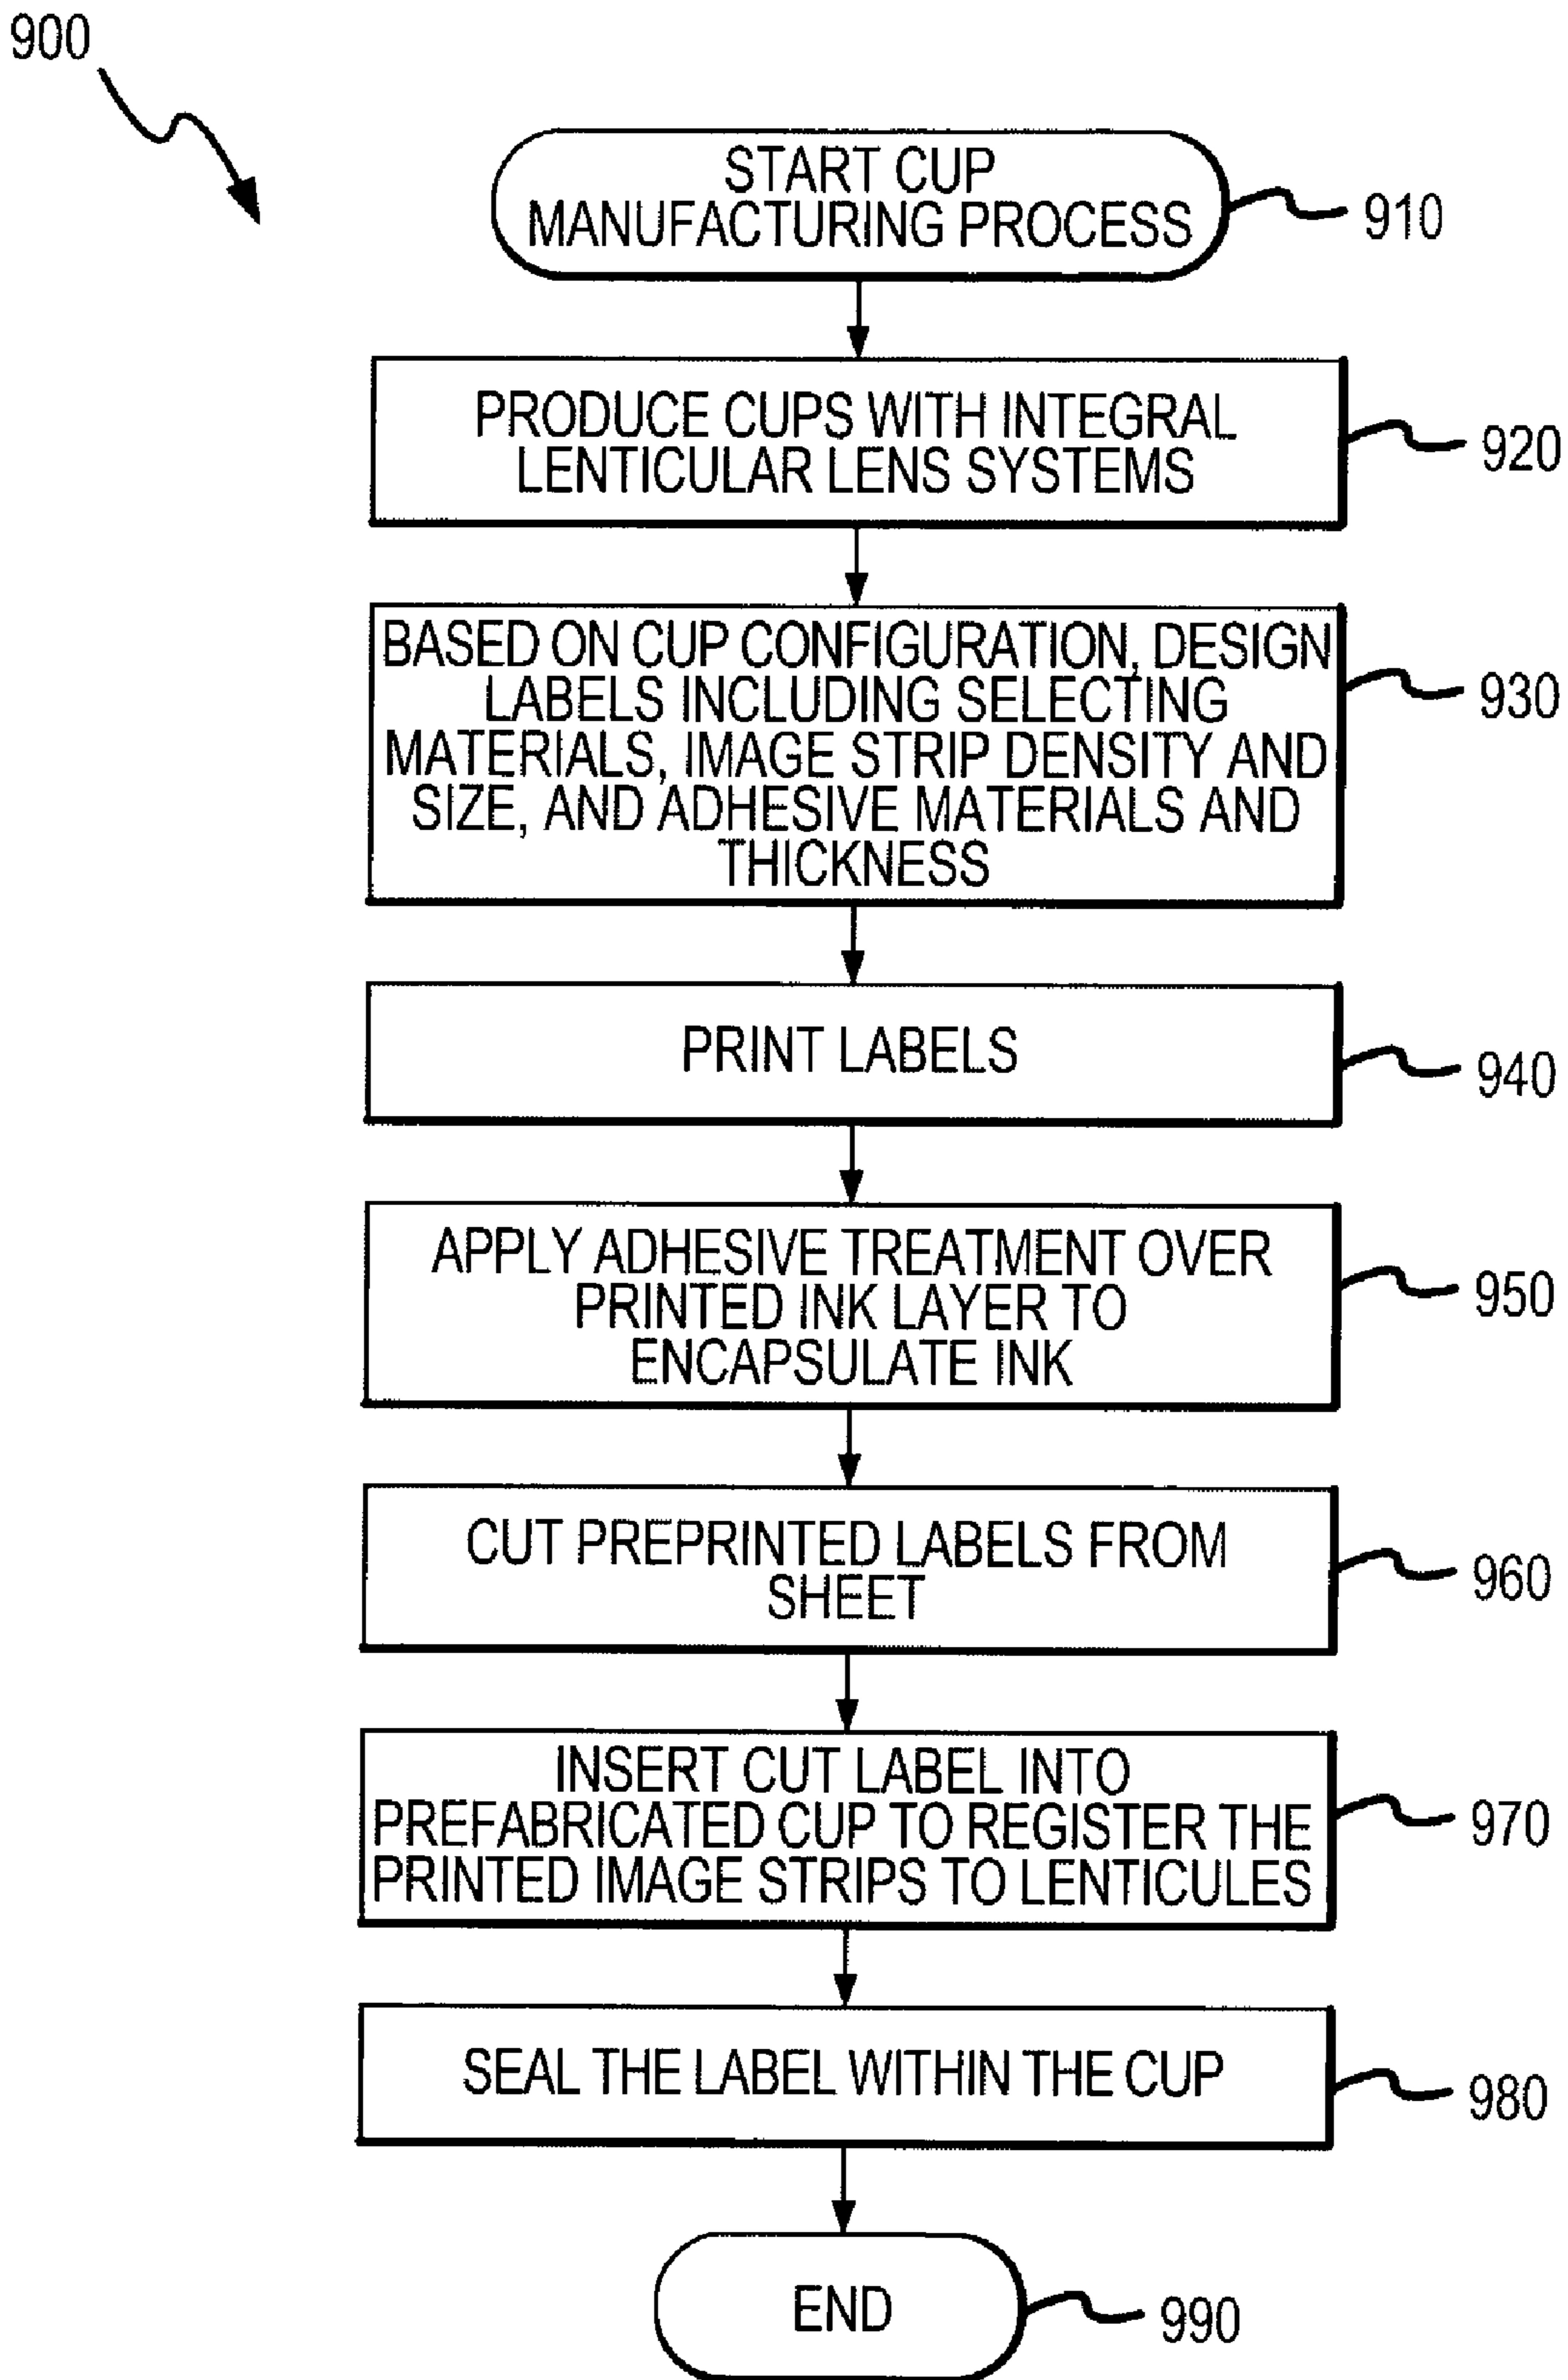 900
START CUP
MANUFACTURING PROCESS
910
PRODUCE CUPS WITH INTEGRAL
LENTICULAR LENS SYSTEMS
920
BASED ON CUP CONFIGURATION, DESIGN
LABELS INCLUDING SELECTING
MATERIALS, IMAGE STRIP DENSITY AND
SIZE, AND ADHESIVE MATERIALS AND
THICKNESS
930
PRINT LABELS
940
APPLY ADHESIVE TREATMENT OVER
PRINTED INK LAYER TO
ENCAPSULATE INK
950
CUT PREPRINTED LABELS FROM
SHEET
960
INSERT CUT LABEL INTO
PREFABRICATED CUP TO REGISTER THE
PRINTED IMAGE STRIPS TO LENTICULES
970
SEAL THE LABEL WITHIN THE CUP
980
END
990